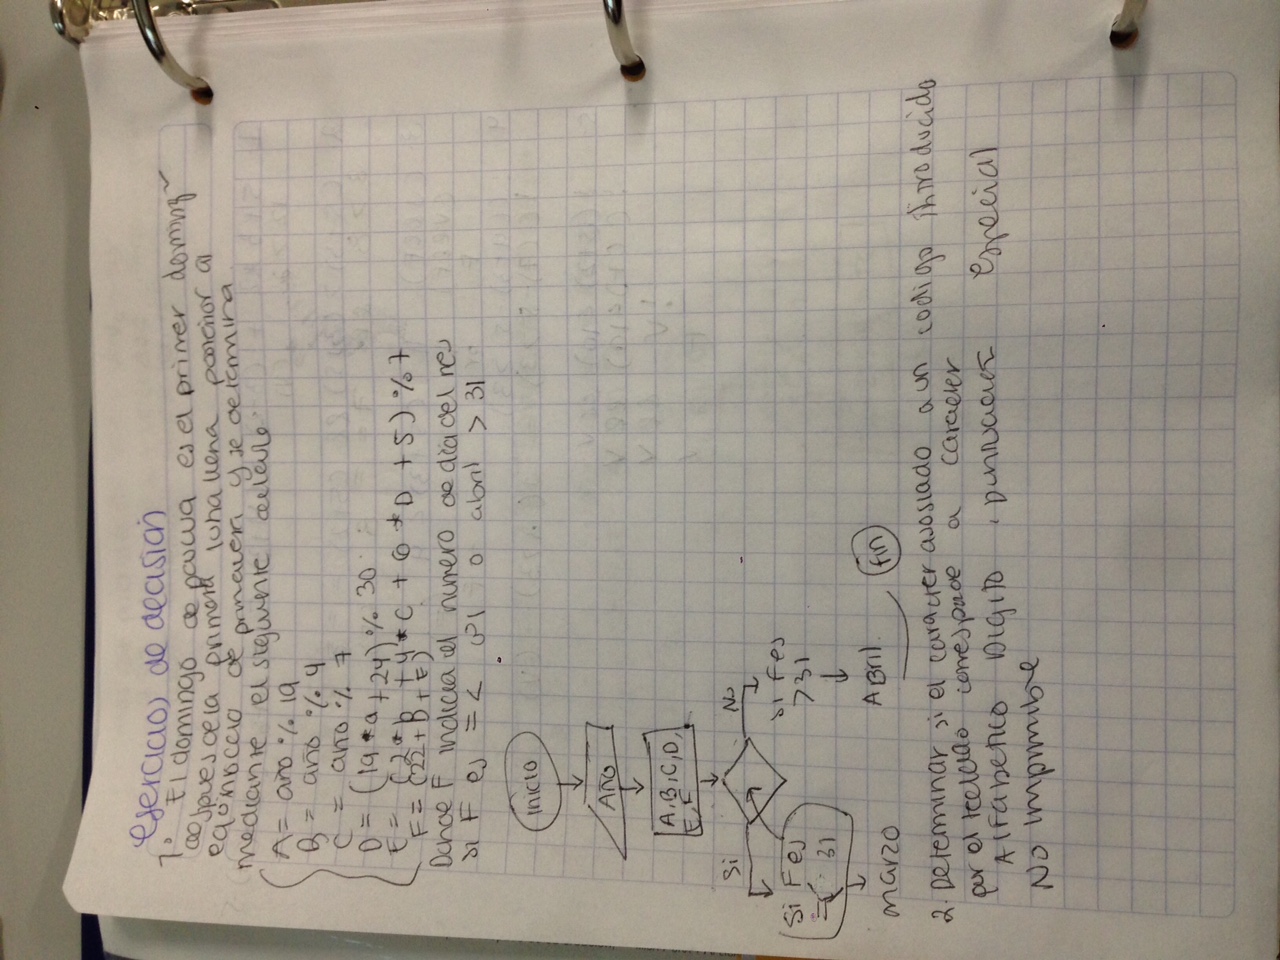 ejercicios de decision
1° El domingo de pascua es el primer domingo
despues de la primera luna llena posterior al
equinoccio de primavera y se determina
mediante el siguiente calculo.
A = año % 19
B = año % 4
C = año % 7
D = (19 * a + 24) % 30
E = (2 * b + 4 * C + 6 * D + 5) % 7
F = (22 + B + E)
Donde F indica el numero de dia del mes
si F es = < 31 o abril > 31
inicio
Año
A, B, C, D,
E, F
Si No
Si F es
=< 31
si F es
> 31
marzo
Abril.
fin
2. Determinar si el caracter asosiado a un codigo introducido
por el teclado corresponde a caracter
Alfabetico Digito, puntuacion especial
No imprimible